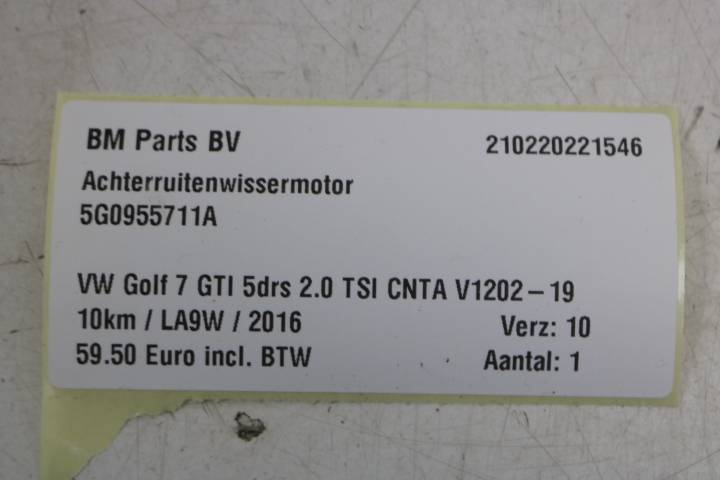 BM Parts BV 210220221546
Achterruitenwissermotor
5G0955711A
VW Golf 7 GTI 5drs 2.0 TSI CNTA V1202-19
10km / LA9W / 2016 Verz: 10
59.50 Euro incl. BTW Aantal: 1